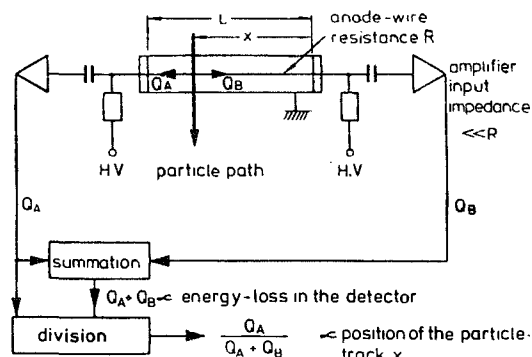 L
anode-wire
resistance R
x
Q_A
Q_B
amplifier
input
impedance
≪R
H.V
particle path
H.V
Q_A
Q_B
summation
Q_A + Q_B ∝ energy-loss in the detector
division
Q_A / (Q_A + Q_B)
∝ position of the particle-
track x